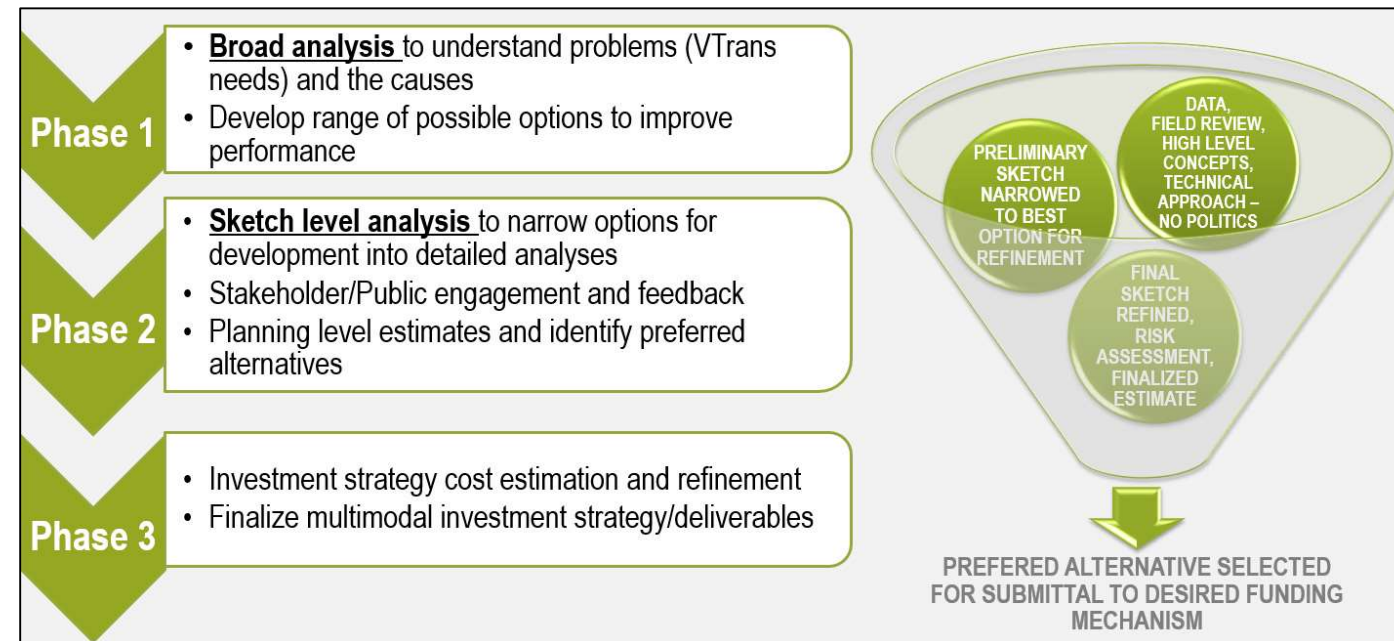 Phase 1
• Broad analysis to understand problems (VTrans
needs) and the causes
• Develop range of possible options to improve
performance
Phase 2
• Sketch level analysis to narrow options for
development into detailed analyses
• Stakeholder/Public engagement and feedback
• Planning level estimates and identify preferred
alternatives
Phase 3
• Investment strategy cost estimation and refinement
• Finalize multimodal investment strategy/deliverables
PRELIMINARY
SKETCH
NARROWED
TO BEST
OPTION FOR
REFINEMENT
DATA,
FIELD REVIEW,
HIGH LEVEL
CONCEPTS,
TECHNICAL
APPROACH –
NO POLITICS
FINAL
SKETCH
REFINED,
RISK
ASSESSMENT,
FINALIZED
ESTIMATE
PREFERED ALTERNATIVE SELECTED
FOR SUBMITTAL TO DESIRED FUNDING
MECHANISM